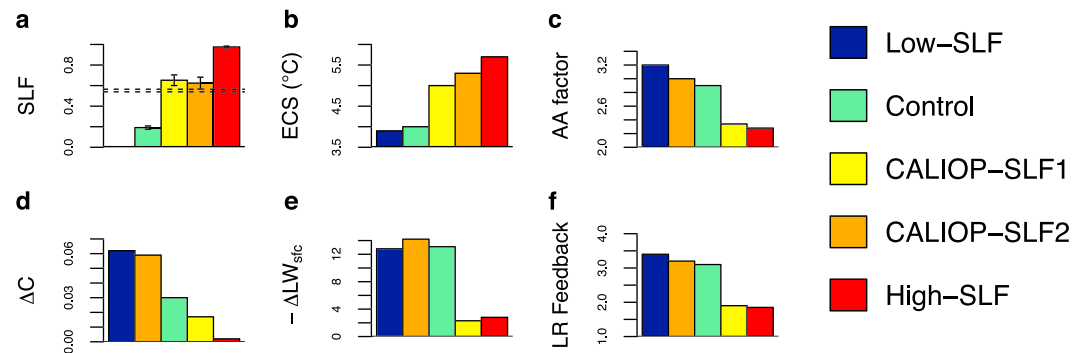 a
SLF
0.0
0.4
0.8
b
ECS (°C)
3.5
4.5
5.5
c
AA factor
2.0
2.6
3.2
d
ΔC
0.00
0.03
0.06
e
− ΔLWsfc
0
4
8
12
f
LR Feedback
1.0
2.0
3.0
4.0
Low−SLF
Control
CALIOP−SLF1
CALIOP−SLF2
High−SLF